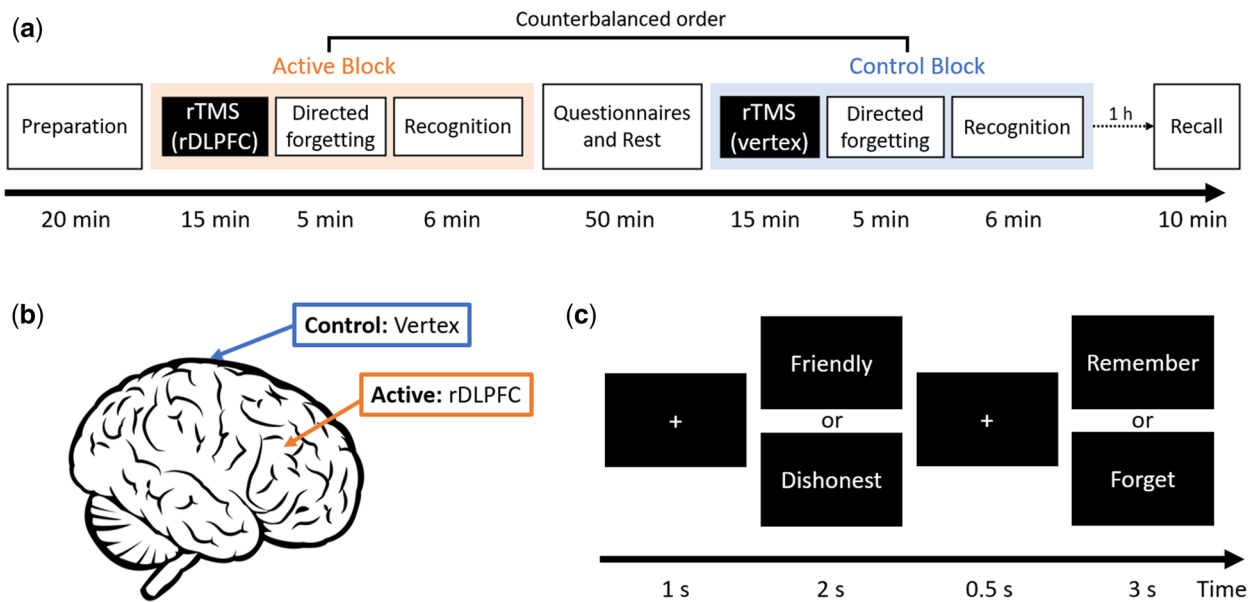 (a)
Counterbalanced order
Active Block
Control Block
Preparation
rTMS
(rDLPFC)
Directed
forgetting
Recognition
Questionnaires
and Rest
rTMS
(vertex)
Directed
forgetting
Recognition
1 h
Recall
20 min
15 min
5 min
6 min
50 min
15 min
5 min
6 min
10 min
(b)
Control: Vertex
Active: rDLPFC
(c)
+
Friendly
or
Dishonest
+
Remember
or
Forget
1 s
2 s
0.5 s
3 s
Time